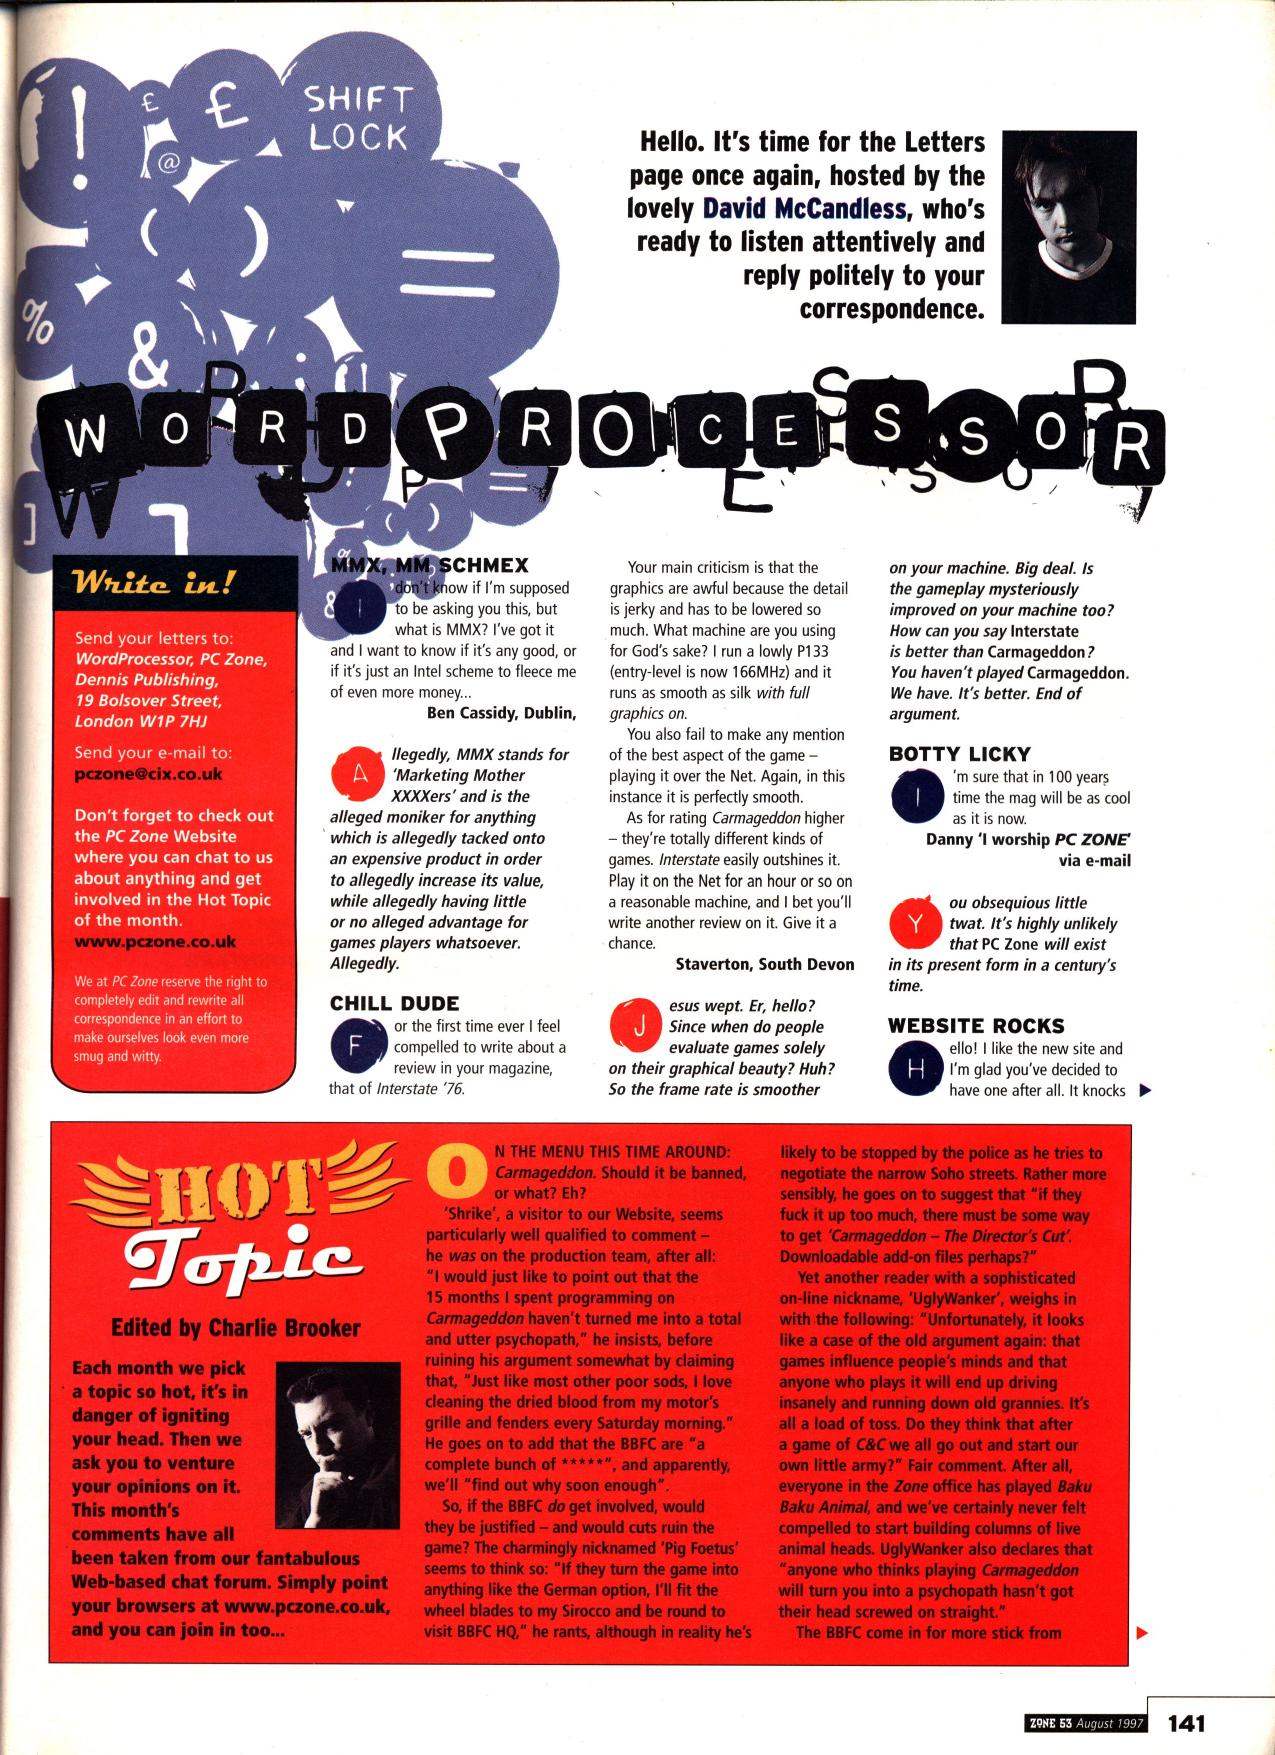 !
£
@
£
SHIFT
LOCK
( )
=
%
&
Hello. It's time for the Letters
page once again, hosted by the
lovely David McCandless, who's
ready to listen attentively and
reply politely to your
correspondence.
WORDPROCESSOR
Write in!
Send your letters to:
WordProcessor, PC Zone,
Dennis Publishing,
19 Bolsover Street,
London W1P 7HJ
Send your e-mail to:
pczone@cix.co.uk
Don't forget to check out
the PC Zone Website
where you can chat to us
about anything and get
involved in the Hot Topic
of the month.
www.pczone.co.uk
We at PC Zone reserve the right to
completely edit and rewrite all
correspondence in an effort to
make ourselves look even more
smug and witty.
MMX, MM SCHMEX
I don't know if I'm supposed
to be asking you this, but
what is MMX? I've got it
and I want to know if it's any good, or
if it's just an Intel scheme to fleece me
of even more money...
Ben Cassidy, Dublin,
Allegedly, MMX stands for
'Marketing Mother
XXXXers' and is the
alleged moniker for anything
which is allegedly tacked onto
an expensive product in order
to allegedly increase its value,
while allegedly having little
or no alleged advantage for
games players whatsoever.
Allegedly.
CHILL DUDE
For the first time ever I feel
compelled to write about a
review in your magazine,
that of Interstate '76.
Your main criticism is that the
graphics are awful because the detail
is jerky and has to be lowered so
much. What machine are you using
for God's sake? I run a lowly P133
(entry-level is now 166MHz) and it
runs as smooth as silk with full
graphics on.
You also fail to make any mention
of the best aspect of the game –
playing it over the Net. Again, in this
instance it is perfectly smooth.
As for rating Carmageddon higher
– they're totally different kinds of
games. Interstate easily outshines it.
Play it on the Net for an hour or so on
a reasonable machine, and I bet you'll
write another review on it. Give it a
chance.
Staverton, South Devon
Jesus wept. Er, hello?
Since when do people
evaluate games solely
on their graphical beauty? Huh?
So the frame rate is smoother
on your machine. Big deal. Is
the gameplay mysteriously
improved on your machine too?
How can you say Interstate
is better than Carmageddon?
You haven't played Carmageddon.
We have. It's better. End of
argument.
BOTTY LICKY
I'm sure that in 100 years
time the mag will be as cool
as it is now.
Danny 'I worship PC ZONE'
via e-mail
You obsequious little
twat. It's highly unlikely
that PC Zone will exist
in its present form in a century's
time.
WEBSITE ROCKS
Hello! I like the new site and
I'm glad you've decided to
have one after all. It knocks
HOT
Topic
Edited by Charlie Brooker
Each month we pick
a topic so hot, it's in
danger of igniting
your head. Then we
ask you to venture
your opinions on it.
This month's
comments have all
been taken from our fantabulous
Web-based chat forum. Simply point
your browsers at www.pczone.co.uk,
and you can join in too...
ON THE MENU THIS TIME AROUND:
Carmageddon. Should it be banned,
or what? Eh?
'Shrike', a visitor to our Website, seems
particularly well qualified to comment –
he was on the production team, after all:
"I would just like to point out that the
15 months I spent programming on
Carmageddon haven't turned me into a total
and utter psychopath," he insists, before
ruining his argument somewhat by claiming
that, "Just like most other poor sods, I love
cleaning the dried blood from my motor's
grille and fenders every Saturday morning."
He goes on to add that the BBFC are "a
complete bunch of *****", and apparently,
we'll "find out why soon enough".
So, if the BBFC do get involved, would
they be justified – and would cuts ruin the
game? The charmingly nicknamed 'Pig Foetus'
seems to think so: "If they turn the game into
anything like the German option, I'll fit the
wheel blades to my Sirocco and be round to
visit BBFC HQ," he rants, although in reality he's
likely to be stopped by the police as he tries to
negotiate the narrow Soho streets. Rather more
sensibly, he goes on to suggest that "if they
fuck it up too much, there must be some way
to get 'Carmageddon – The Director's Cut'.
Downloadable add-on files perhaps?"
Yet another reader with a sophisticated
on-line nickname, 'UglyWanker', weighs in
with the following: "Unfortunately, it looks
like a case of the old argument again: that
games influence people's minds and that
anyone who plays it will end up driving
insanely and running down old grannies. It's
all a load of toss. Do they think that after
a game of C&C we all go out and start our
own little army?" Fair comment. After all,
everyone in the Zone office has played Baku
Baku Animal, and we've certainly never felt
compelled to start building columns of live
animal heads. UglyWanker also declares that
"anyone who thinks playing Carmageddon
will turn you into a psychopath hasn't got
their head screwed on straight."
The BBFC come in for more stick from
ZONE 53 August 1997 141